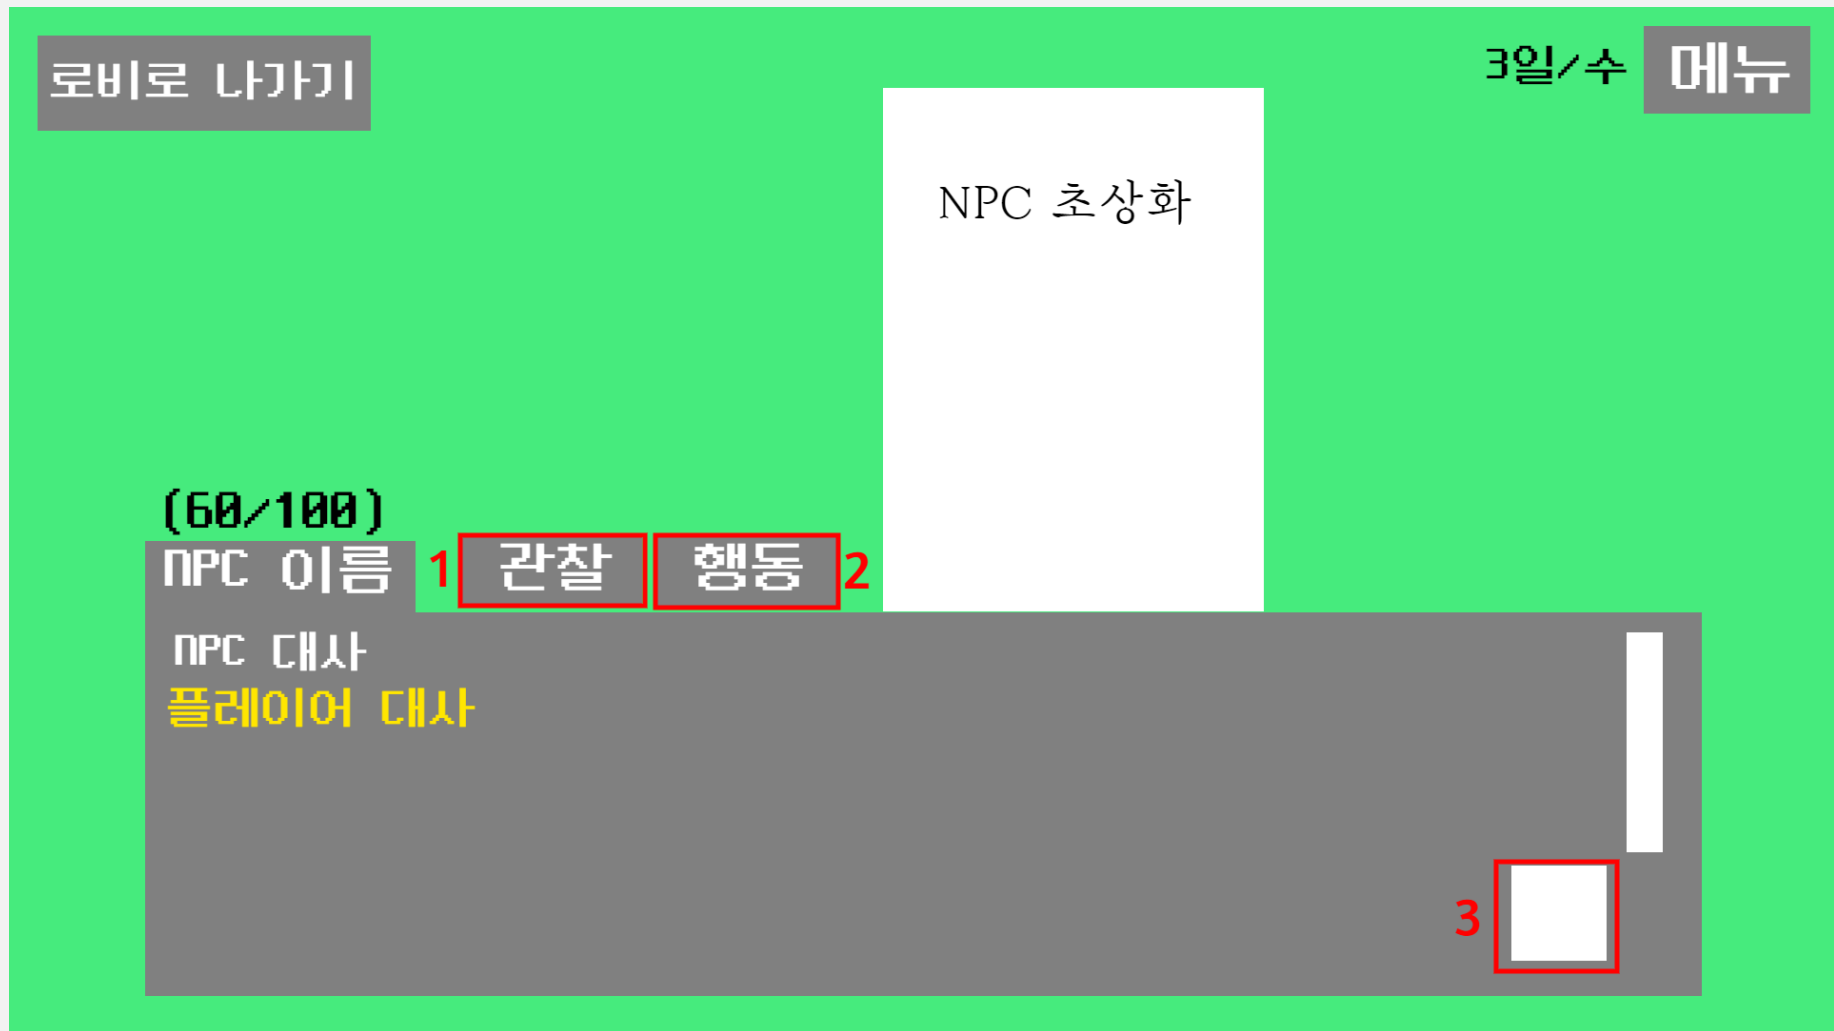 로비로 나가기
3일/수
메뉴
NPC 초상화
(60/100)
NPC 이름
1
관찰
행동
2
NPC 대사
플레이어 대사
3